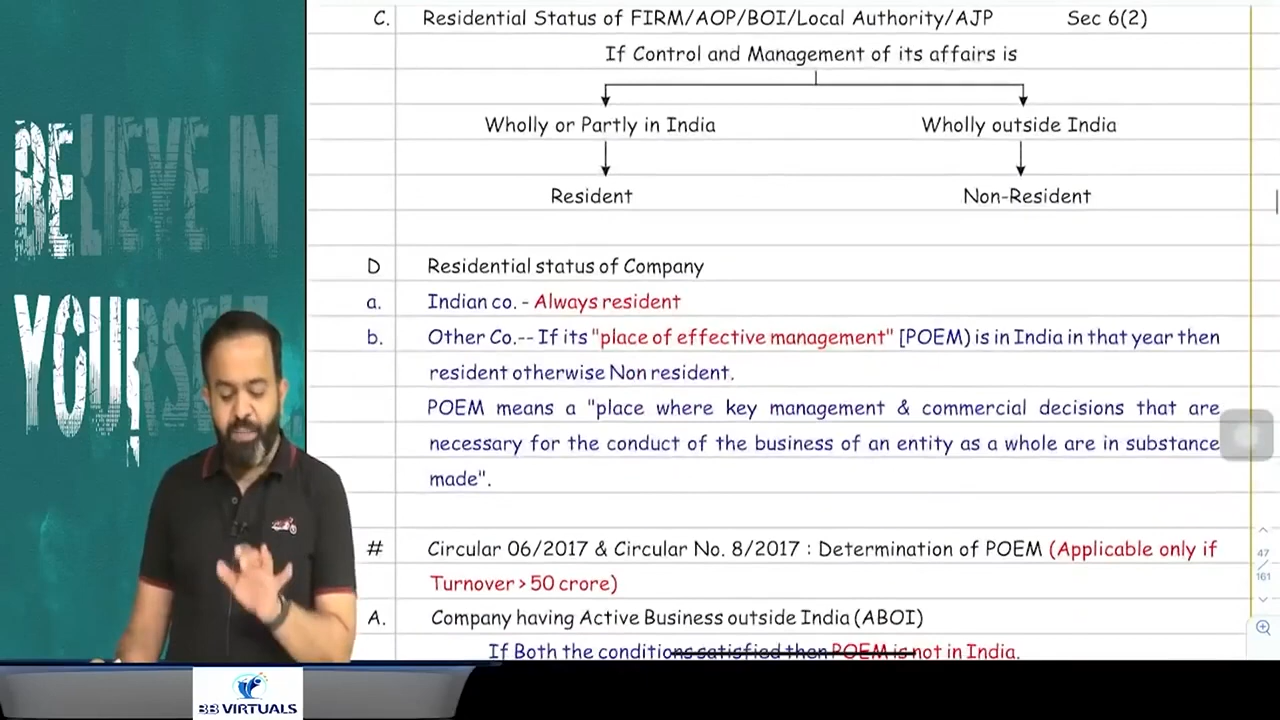 BELIEVE IN
YOURSELF
C. Residential Status of FIRM/AOP/BOI/Local Authority/AJP Sec 6(2)
If Control and Management of its affairs is
Wholly or Partly in India Wholly outside India
Resident Non-Resident
D Residential status of Company
a. Indian co. - Always resident
b. Other Co.-- If its "place of effective management" [POEM) is in India in that year then
resident otherwise Non resident.
POEM means a "place where key management & commercial decisions that are
necessary for the conduct of the business of an entity as a whole are in substance
made".
# Circular 06/2017 & Circular No. 8/2017 : Determination of POEM (Applicable only if
Turnover > 50 crore)
A. Company having Active Business outside India (ABOI)
If Both the conditions satisfied then POEM is not in India.
47
161
BB VIRTUALS